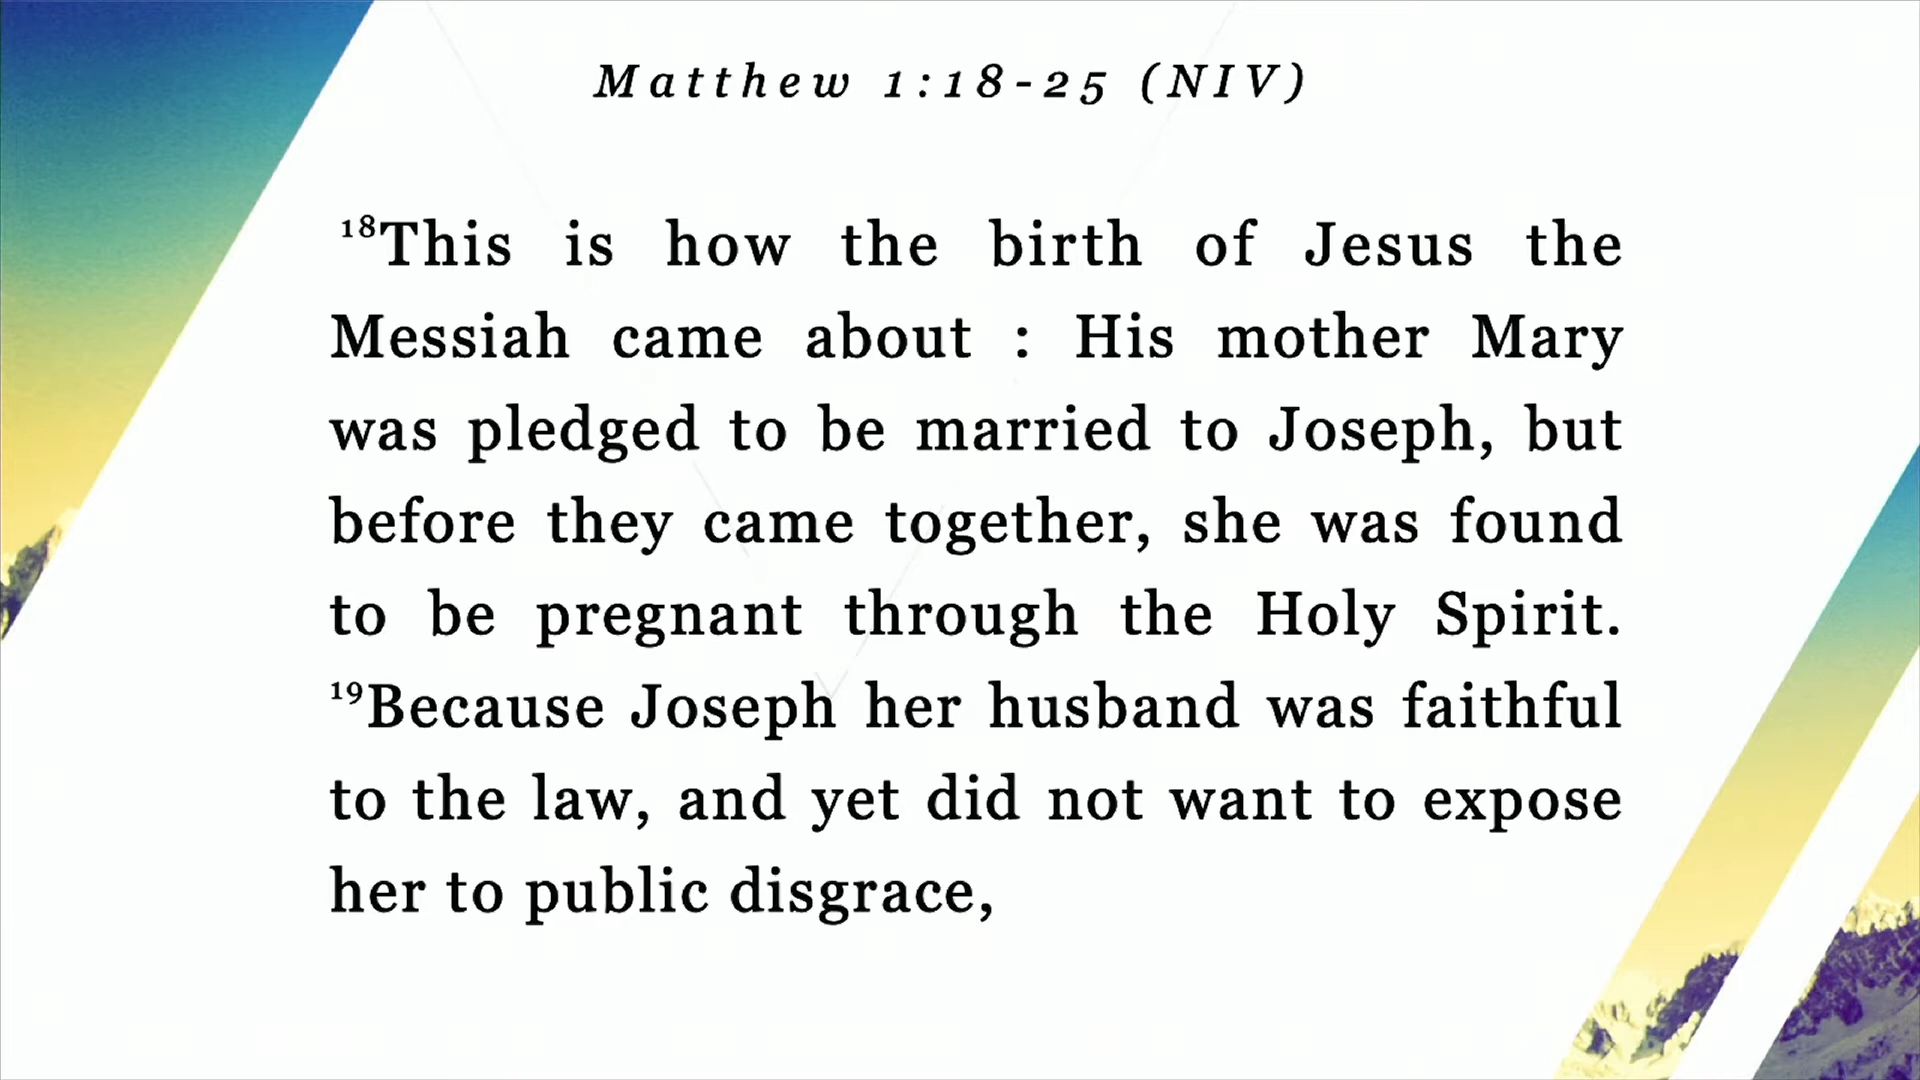 Matthew 1:18-25 (NIV)
18This is how the birth of Jesus the
Messiah came about : His mother Mary
was pledged to be married to Joseph, but
before they came together, she was found
to be pregnant through the Holy Spirit.
19Because Joseph her husband was faithful
to the law, and yet did not want to expose
her to public disgrace,